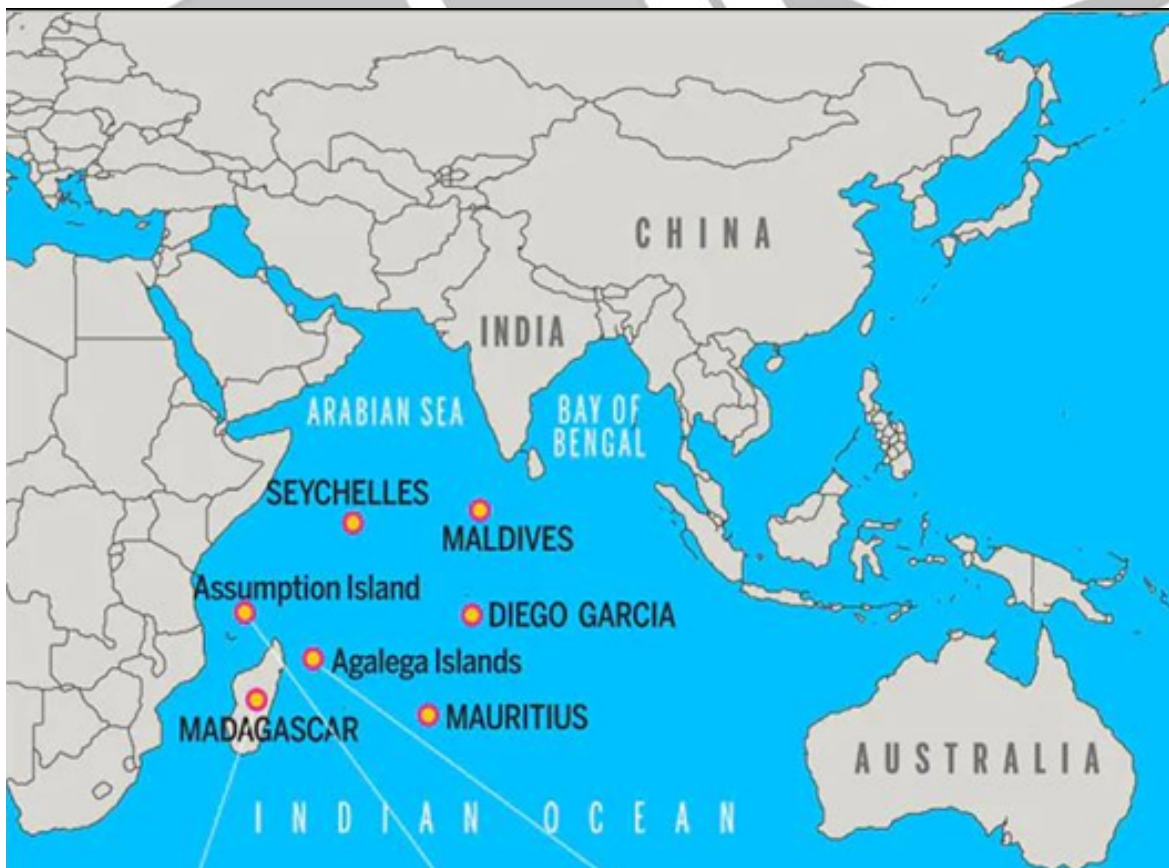 CHINA
INDIA
ARABIAN SEA
BAY OF
BENGAL
SEYCHELLES
MALDIVES
Assumption Island
DIEGO GARCIA
Agalega Islands
MAURITIUS
MADAGASCAR
AUSTRALIA
INDIAN OCEAN